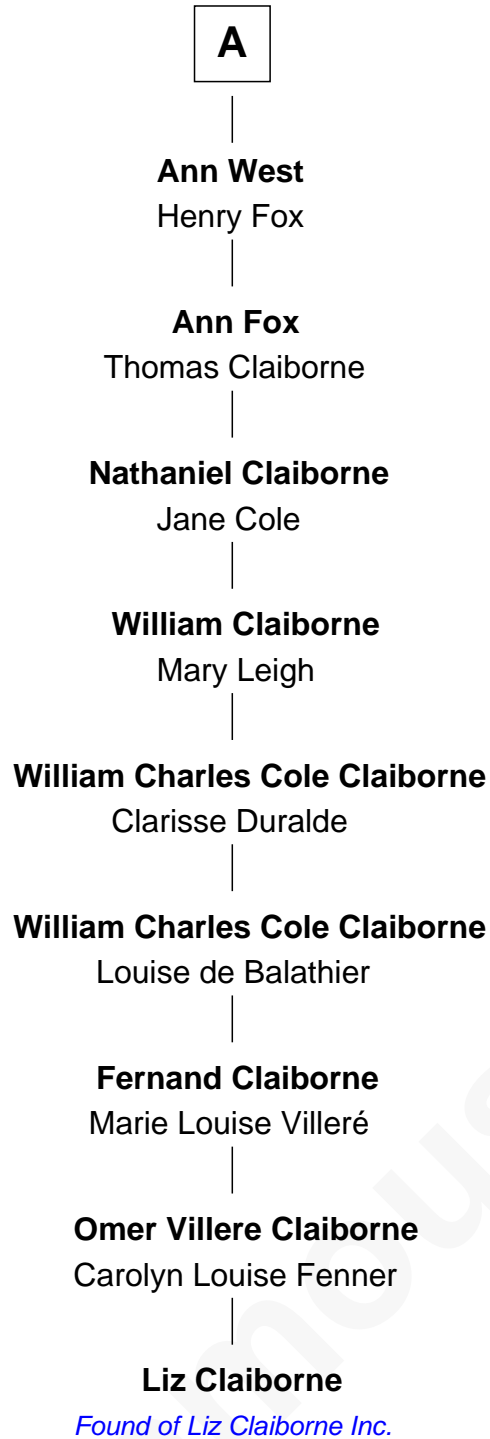 A
Ann West
Henry Fox
Ann Fox
Thomas Claiborne
Nathaniel Claiborne
Jane Cole
William Claiborne
Mary Leigh
William Charles Cole Claiborne
Clarisse Duralde
William Charles Cole Claiborne
Louise de Balathier
Fernand Claiborne
Marie Louise Villeré
Omer Villere Claiborne
Carolyn Louise Fenner
Liz Claiborne
Found of Liz Claiborne Inc.